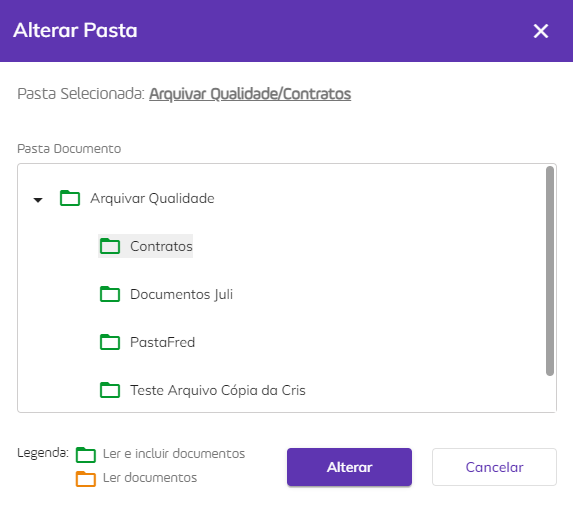 Alterar Pasta
Pasta Selecionada: Arquivar Qualidade/Contratos
Pasta Documento
Arquivar Qualidade
Contratos
Documentos Juli
PastaFred
Teste Arquivo Cópia da Cris
Legenda: Ler e incluir documentos
Ler documentos
Alterar
Cancelar